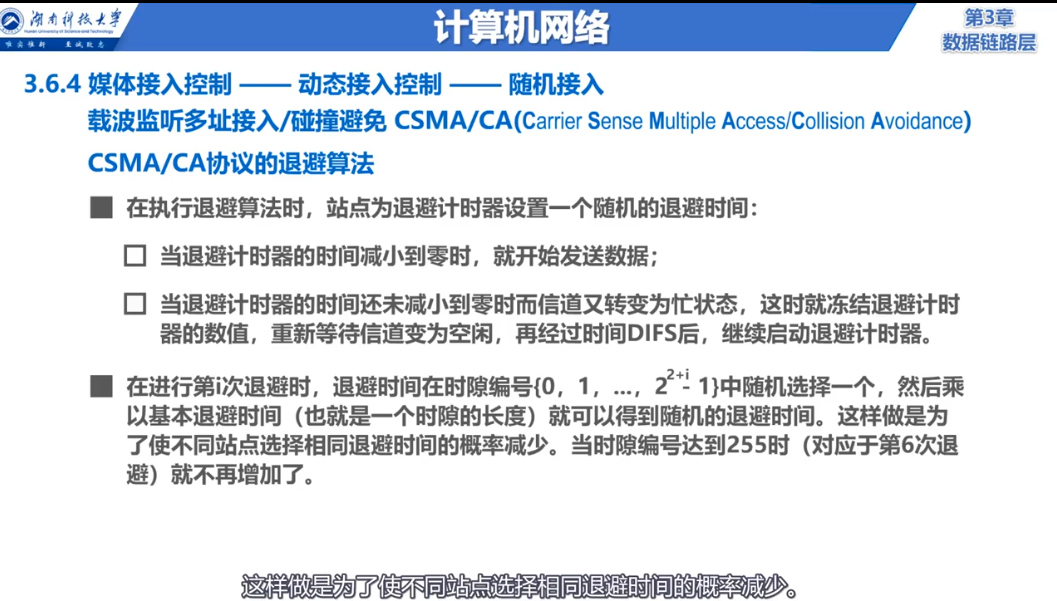 湖南科技大学
Hunan University of Science and Technology
唯实惟新 至诚致志
计算机网络
第3章
数据链路层
3.6.4 媒体接入控制 —— 动态接入控制 —— 随机接入
载波监听多址接入/碰撞避免 CSMA/CA(Carrier Sense Multiple Access/Collision Avoidance)
CSMA/CA协议的退避算法
■ 在执行退避算法时，站点为退避计时器设置一个随机的退避时间：
□ 当退避计时器的时间减小到零时，就开始发送数据；
□ 当退避计时器的时间还未减小到零时而信道又转变为忙状态，这时就冻结退避计时
器的数值，重新等待信道变为空闲，再经过时间DIFS后，继续启动退避计时器。
■ 在进行第i次退避时，退避时间在时隙编号{0，1，...，2²⁺ⁱ- 1}中随机选择一个，然后乘
以基本退避时间（也就是一个时隙的长度）就可以得到随机的退避时间。这样做是为
了使不同站点选择相同退避时间的概率减少。当时隙编号达到255时（对应于第6次退
避）就不再增加了。
这样做是为了使不同站点选择相同退避时间的概率减少。